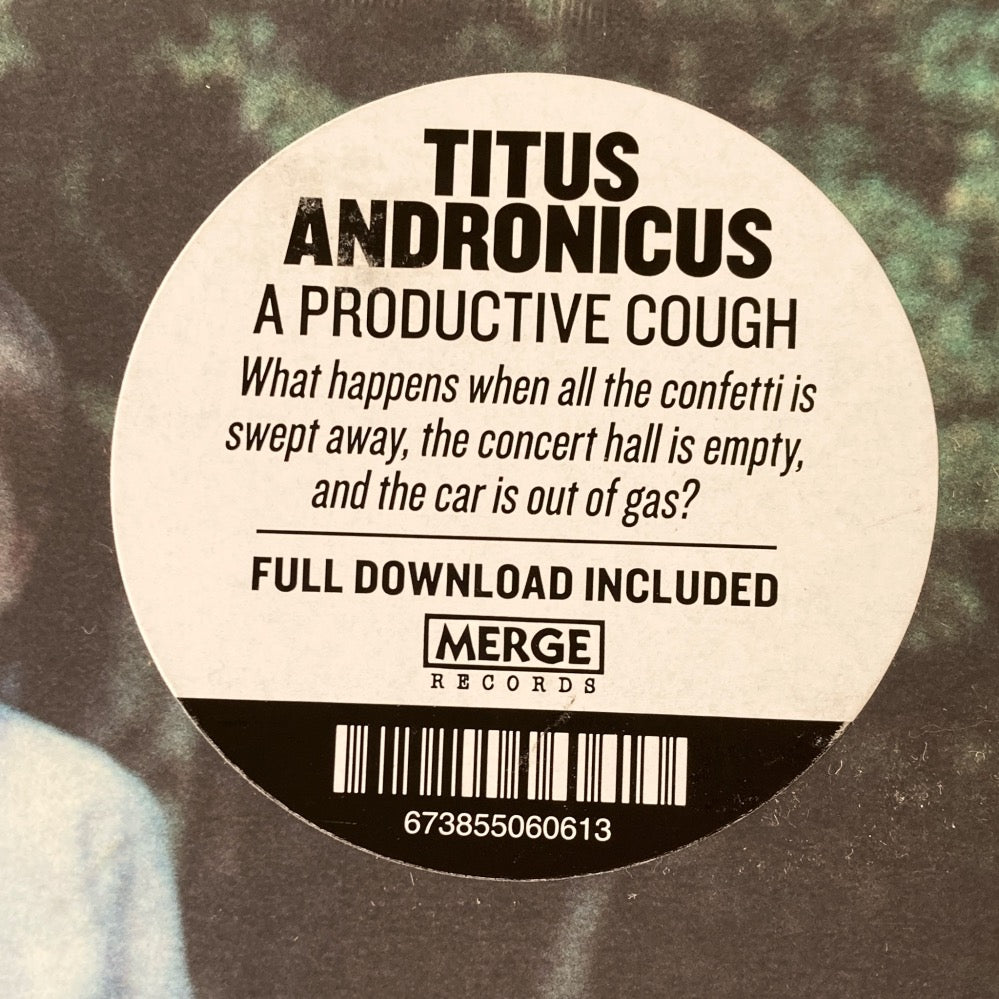 TITUS
ANDRONICUS
A PRODUCTIVE COUGH
What happens when all the confetti is
swept away, the concert hall is empty,
and the car is out of gas?
FULL DOWNLOAD INCLUDED
MERGE
RECORDS
673855060613